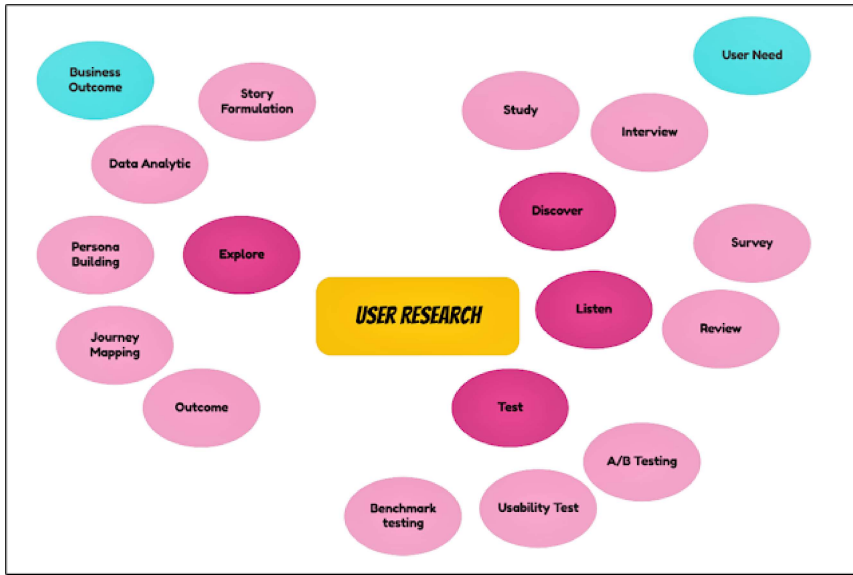 Business
Outcome
Story
Formulation
User Need
Study
Interview
Data Analytic
Discover
Persona
Building
Explore
Survey
USER RESEARCH
Listen
Review
Journey
Mapping
Outcome
Test
A/B Testing
Benchmark
testing
Usability Test